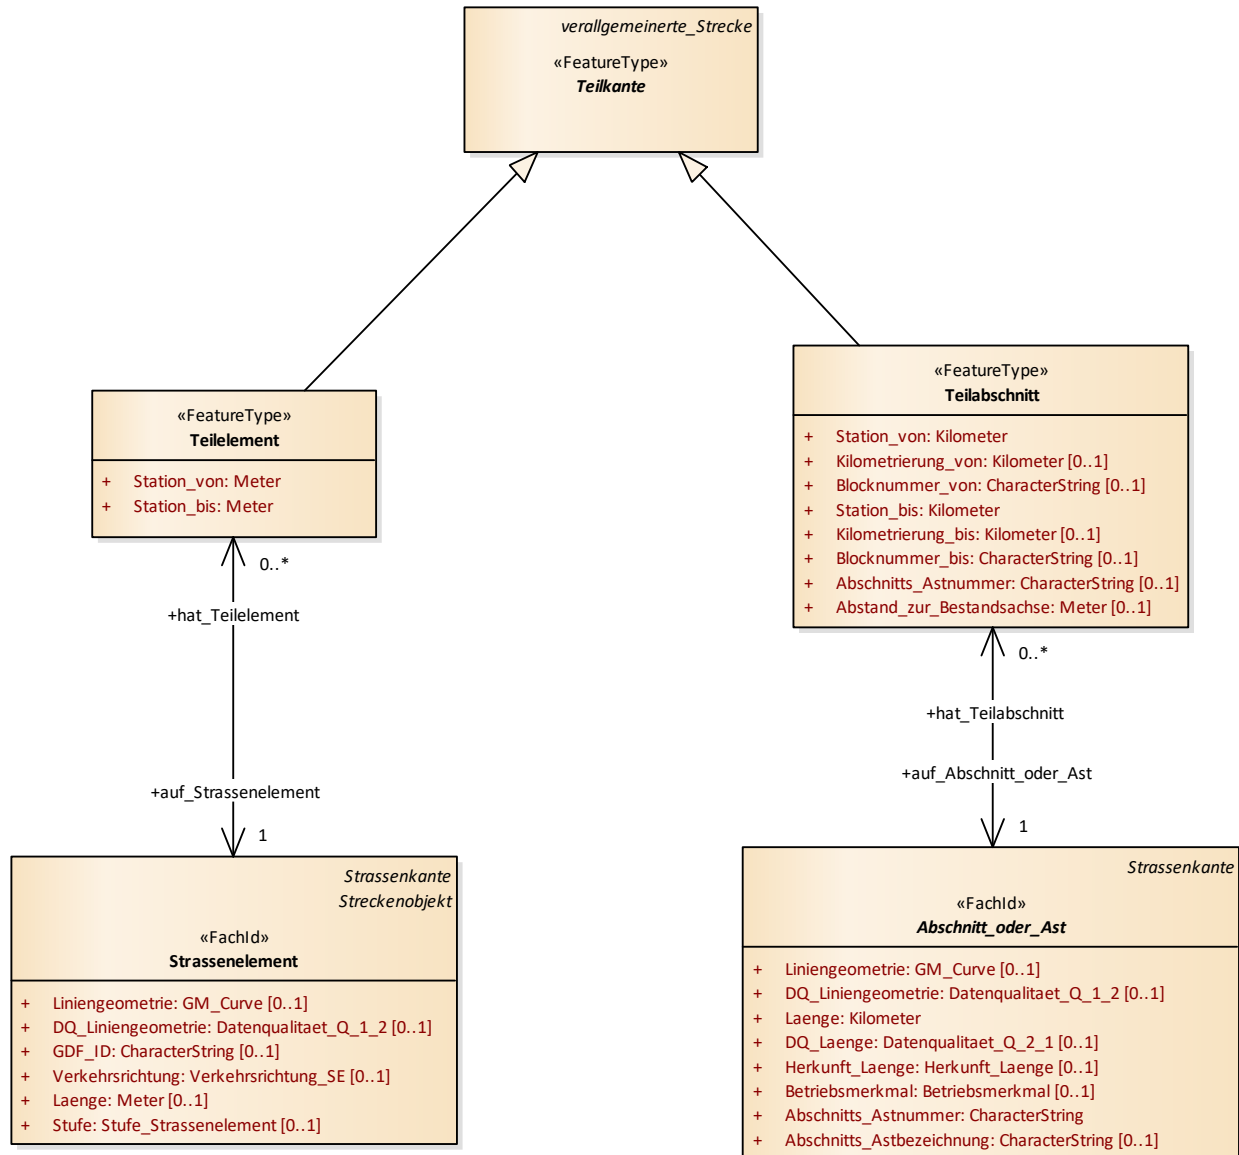 verallgemeinerte_Strecke
«FeatureType»
Teilkante
«FeatureType»
Teilelement
+ Station_von: Meter
+ Station_bis: Meter
«FeatureType»
Teilabschnitt
+ Station_von: Kilometer
+ Kilometrierung_von: Kilometer [0..1]
+ Blocknummer_von: CharacterString [0..1]
+ Station_bis: Kilometer
+ Kilometrierung_bis: Kilometer [0..1]
+ Blocknummer_bis: CharacterString [0..1]
+ Abschnitts_Astnummer: CharacterString [0..1]
+ Abstand_zur_Bestandsachse: Meter [0..1]
0..*
+hat_Teilelement
+auf_Strassenelement
1
0..*
+hat_Teilabschnitt
+auf_Abschnitt_oder_Ast
1
Strassenkante
Streckenobjekt
«FachId»
Strassenelement
+ Liniengeometrie: GM_Curve [0..1]
+ DQ_Liniengeometrie: Datenqualitaet_Q_1_2 [0..1]
+ GDF_ID: CharacterString [0..1]
+ Verkehrsrichtung: Verkehrsrichtung_SE [0..1]
+ Laenge: Meter [0..1]
+ Stufe: Stufe_Strassenelement [0..1]
Strassenkante
«FachId»
Abschnitt_oder_Ast
+ Liniengeometrie: GM_Curve [0..1]
+ DQ_Liniengeometrie: Datenqualitaet_Q_1_2 [0..1]
+ Laenge: Kilometer
+ DQ_Laenge: Datenqualitaet_Q_2_1 [0..1]
+ Herkunft_Laenge: Herkunft_Laenge [0..1]
+ Betriebsmerkmal: Betriebsmerkmal [0..1]
+ Abschnitts_Astnummer: CharacterString
+ Abschnitts_Astbezeichnung: CharacterString [0..1]